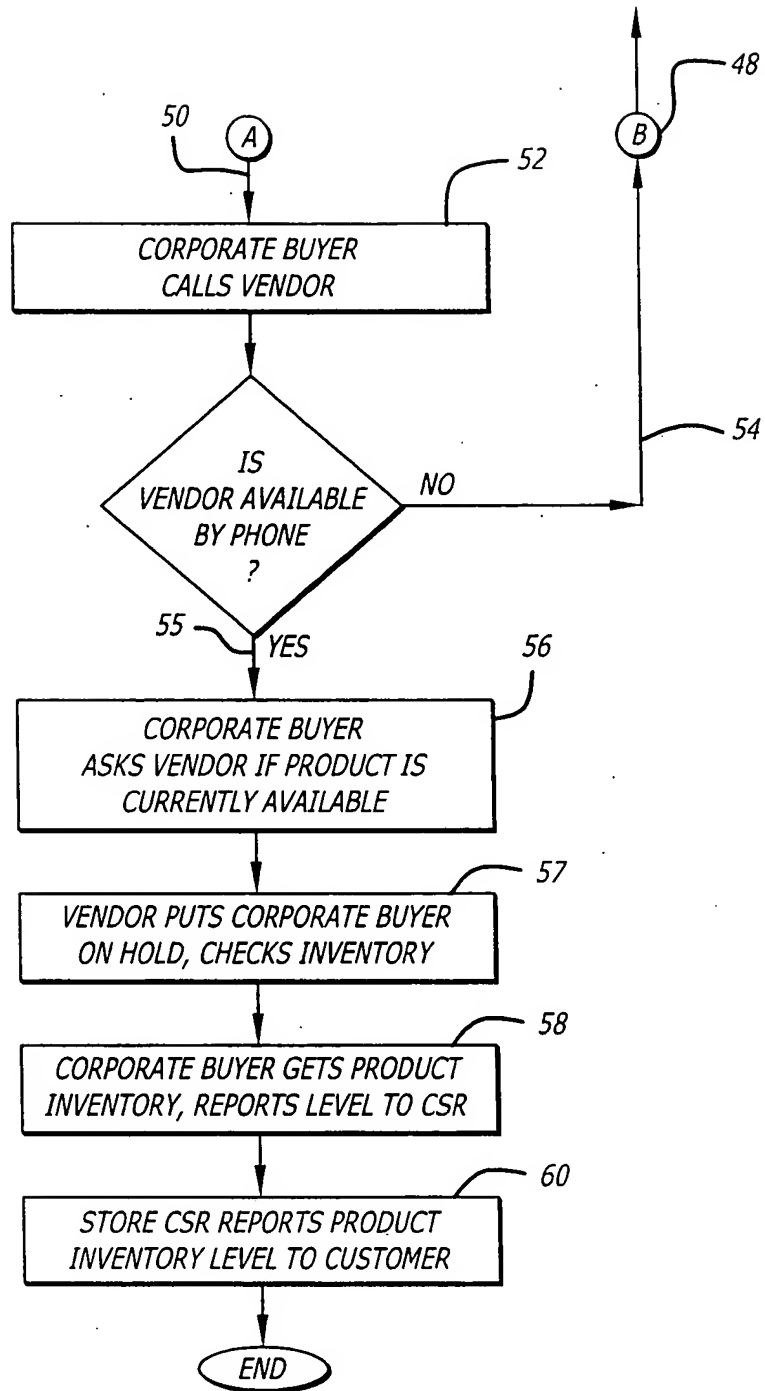 48
50
A
B
52
CORPORATE BUYER
CALLS VENDOR
54
IS
VENDOR AVAILABLE
BY PHONE
?
NO
55
YES
56
CORPORATE BUYER
ASKS VENDOR IF PRODUCT IS
CURRENTLY AVAILABLE
57
VENDOR PUTS CORPORATE BUYER
ON HOLD, CHECKS INVENTORY
58
CORPORATE BUYER GETS PRODUCT
INVENTORY, REPORTS LEVEL TO CSR
60
STORE CSR REPORTS PRODUCT
INVENTORY LEVEL TO CUSTOMER
END